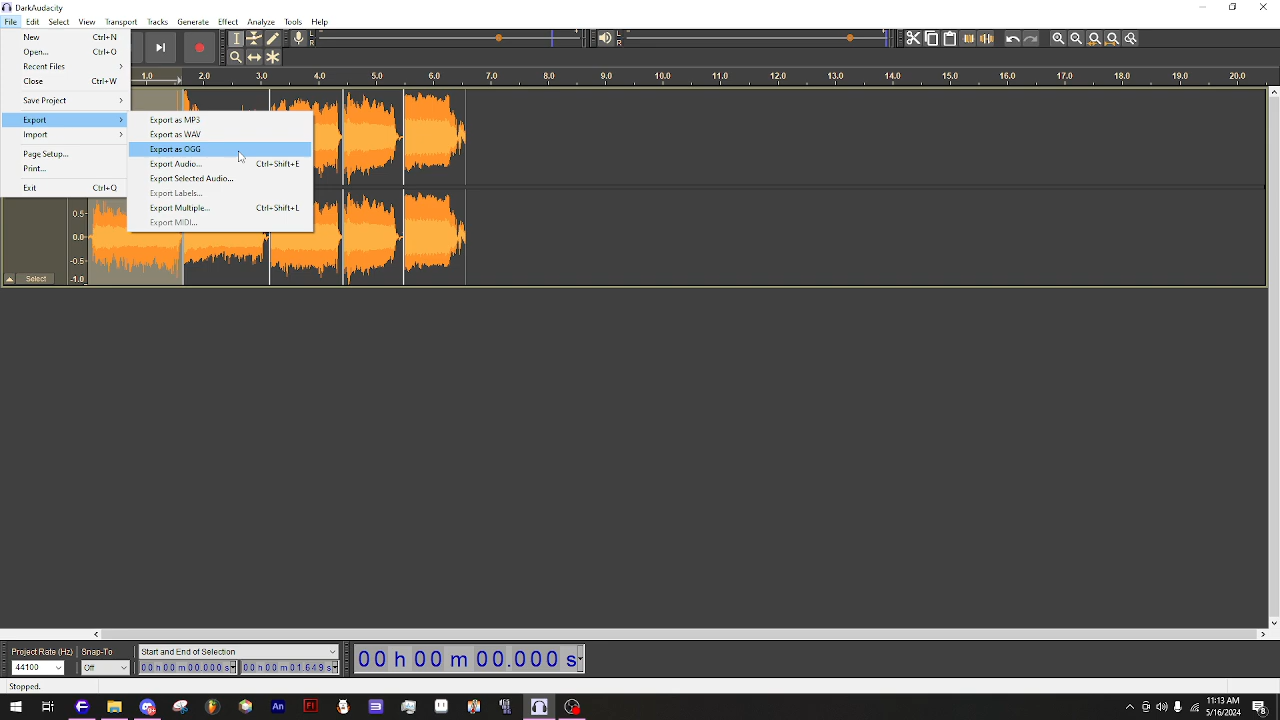 DarkAudacity
File Edit Select View Transport Tracks Generate Effect Analyze Tools Help
New Ctrl+N
Open... Ctrl+O
Recent Files
Close Ctrl+W
Save Project
Export
Import
Page Setup...
Print...
Exit Ctrl+Q
Export as MP3
Export as WAV
Export as OGG
Export Audio... Ctrl+Shift+E
Export Selected Audio...
Export Labels...
Export Multiple... Ctrl+Shift+L
Export MIDI...
L
R
L
R
1.0 2.0 3.0 4.0 5.0 6.0 7.0 8.0 9.0 10.0 11.0 12.0 13.0 14.0 15.0 16.0 17.0 18.0 19.0 20.0
0.5
0.0
-0.5
-1.0
Select
Project Rate (Hz) Snap-To Start and End of Selection
44100 Off 00 h 00 m 00.000 s 00 h 00 m 01.649 s
00 h 00 m 00.000 s
Stopped.
An
Fl
11:13 AM
5/16/2024